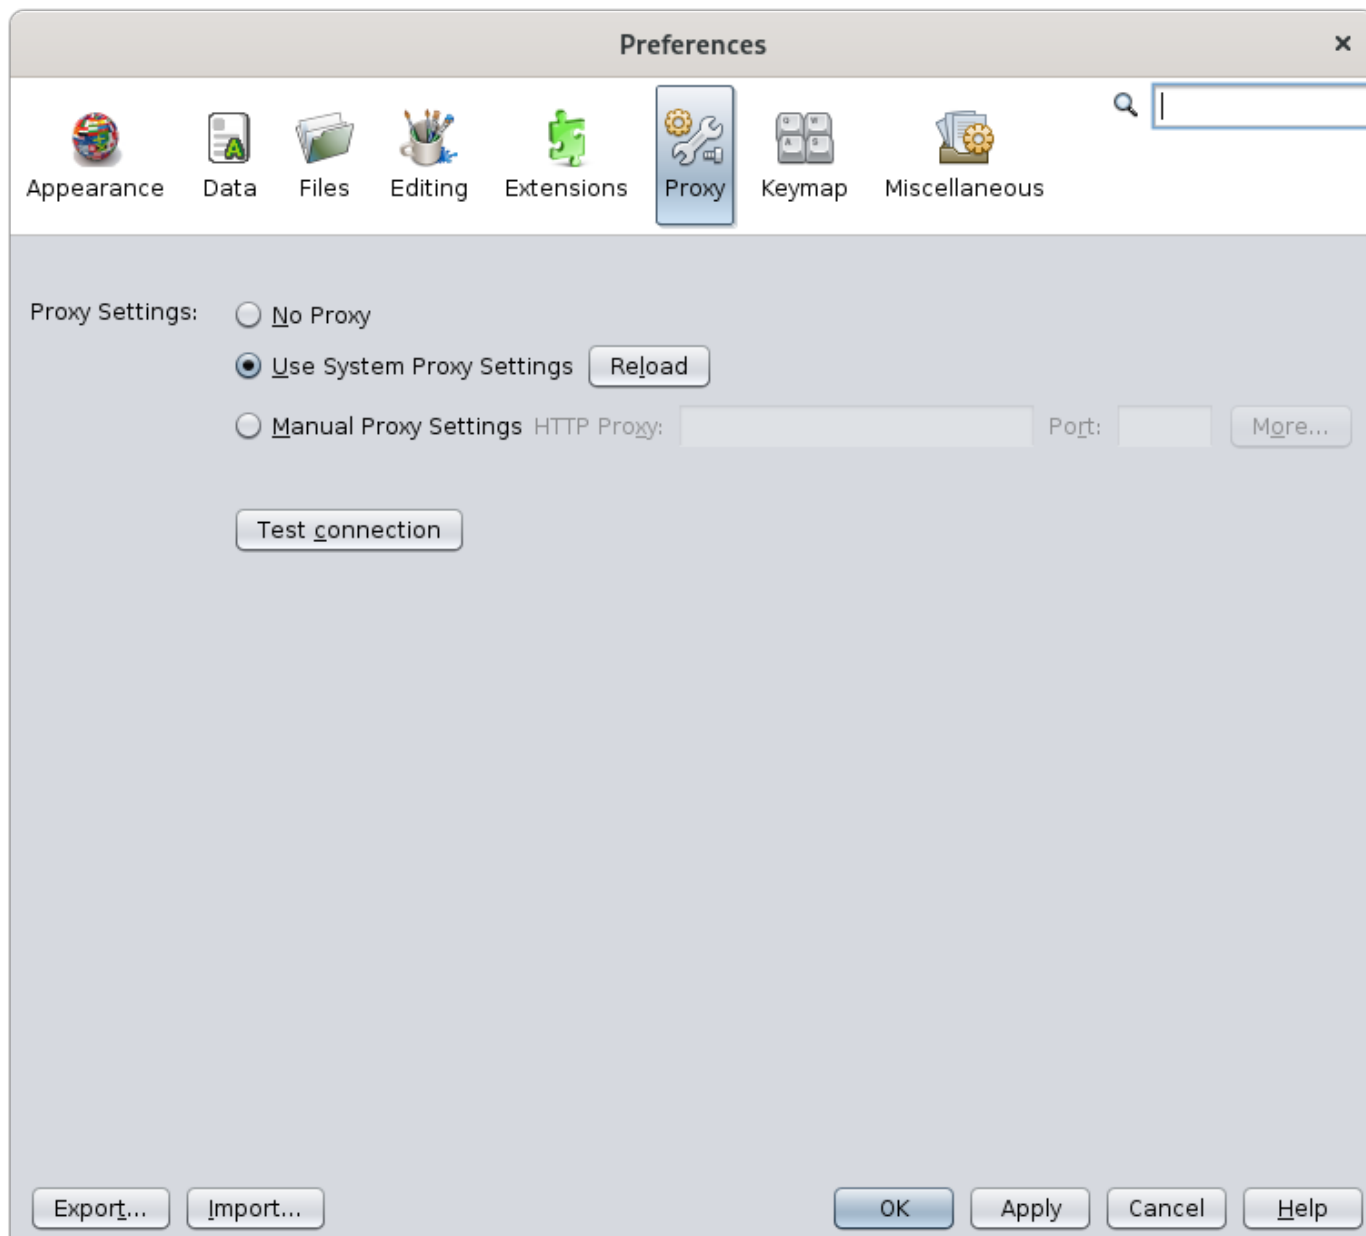 Preferences
Appearance Data Files Editing Extensions Proxy Keymap Miscellaneous
Proxy Settings: No Proxy
Use System Proxy Settings Reload
Manual Proxy Settings HTTP Proxy: Port: More...
Test connection
Export... Import... OK Apply Cancel Help